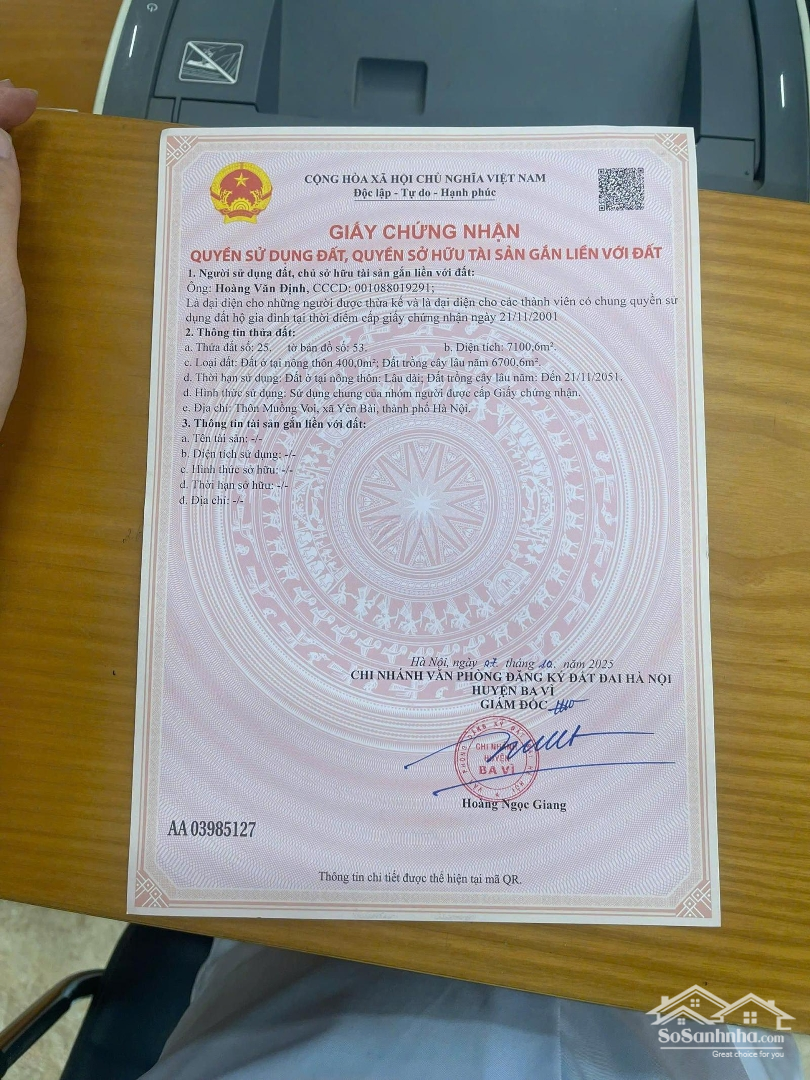 CỘNG HÒA XÃ HỘI CHỦ NGHĨA VIỆT NAM
Độc lập - Tự do - Hạnh phúc
GIẤY CHỨNG NHẬN
QUYỀN SỬ DỤNG ĐẤT, QUYỀN SỞ HỮU TÀI SẢN GẮN LIỀN VỚI ĐẤT
1. Người sử dụng đất, chủ sở hữu tài sản gắn liền với đất:
Ông: Hoàng Văn Định, CCCD: 001088019291;
Là đại diện cho những người được thừa kế và là đại diện cho các thành viên có chung quyền sử
dụng đất hộ gia đình tại thời điểm cấp giấy chứng nhận ngày 21/11/2001
2. Thông tin thửa đất:
a. Thửa đất số: 25. tờ bản đồ số: 53. b. Diện tích: 7100,6m².
c. Loại đất: Đất ở tại nông thôn 400,0m²; Đất trồng cây lâu năm 6700,6m².
d. Thời hạn sử dụng: Đất ở tại nông thôn: Lâu dài; Đất trồng cây lâu năm: Đến 21/11/2051.
đ. Hình thức sử dụng: Sử dụng chung của nhóm người được cấp Giấy chứng nhận.
e. Địa chỉ: Thôn Muồng Voi, xã Yên Bài, thành phố Hà Nội.
3. Thông tin tài sản gắn liền với đất:
a. Tên tài sản: -/-
b. Diện tích sử dụng: -/-
c. Hình thức sở hữu: -/-
d. Thời hạn sở hữu: -/-
đ. Địa chỉ: -/-
Hà Nội, ngày 07 tháng 10 năm 2025
CHI NHÁNH VĂN PHÒNG ĐĂNG KÝ ĐẤT ĐAI HÀ NỘI
HUYỆN BA VÌ
GIÁM ĐỐC
CHI NHÁNH
HUYỆN
BA VÌ
Hoàng Ngọc Giang
AA 03985127
Thông tin chi tiết được thể hiện tại mã QR.
SoSanhnha.com
Great choice for you